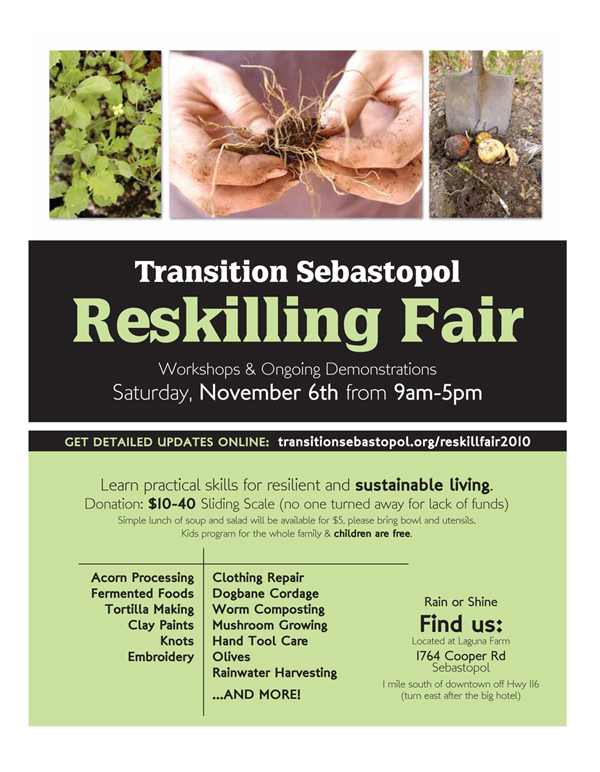 Transition Sebastopol
Reskilling Fair
Workshops & Ongoing Demonstrations
Saturday, November 6th from 9am-5pm
GET DETAILED UPDATES ONLINE: transitionsebastopol.org/reskillfair2010
Learn practical skills for resilient and sustainable living.
Donation: $10-40 Sliding Scale (no one turned away for lack of funds)
Simple lunch of soup and salad will be available for $5, please bring bowl and utensils.
Kids program for the whole family & children are free.
Acorn Processing
Fermented Foods
Tortilla Making
Clay Paints
Knots
Embroidery
Clothing Repair
Dogbane Cordage
Worm Composting
Mushroom Growing
Hand Tool Care
Olives
Rainwater Harvesting
...AND MORE!
Rain or Shine
Find us:
Located at Laguna Farm
1764 Cooper Rd
Sebastopol
1 mile south of downtown off Hwy 116
(turn east after the big hotel)